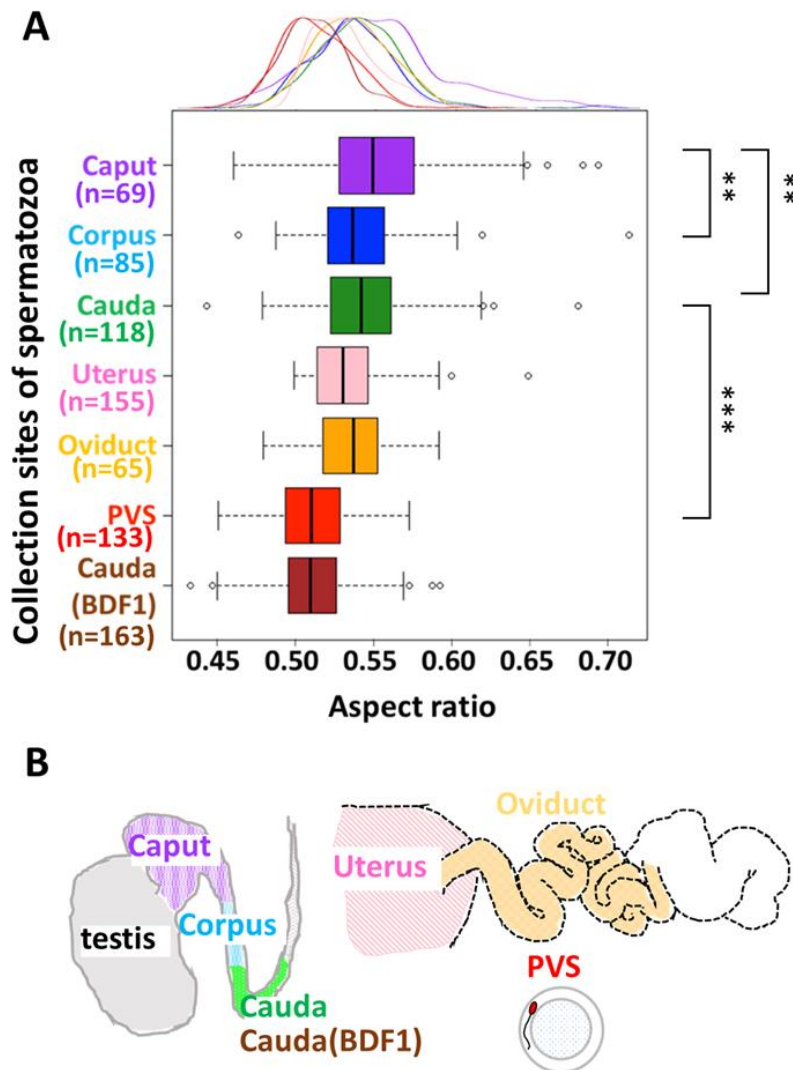 A
Collection sites of spermatozoa
Caput
(n=69)
Corpus
(n=85)
Cauda
(n=118)
Uterus
(n=155)
Oviduct
(n=65)
PVS
(n=133)
Cauda
(BDF1)
(n=163)
**
**
***
0.45 0.50 0.55 0.60 0.65 0.70
Aspect ratio
B
Caput
testis
Corpus
Cauda
Cauda(BDF1)
Uterus
Oviduct
PVS